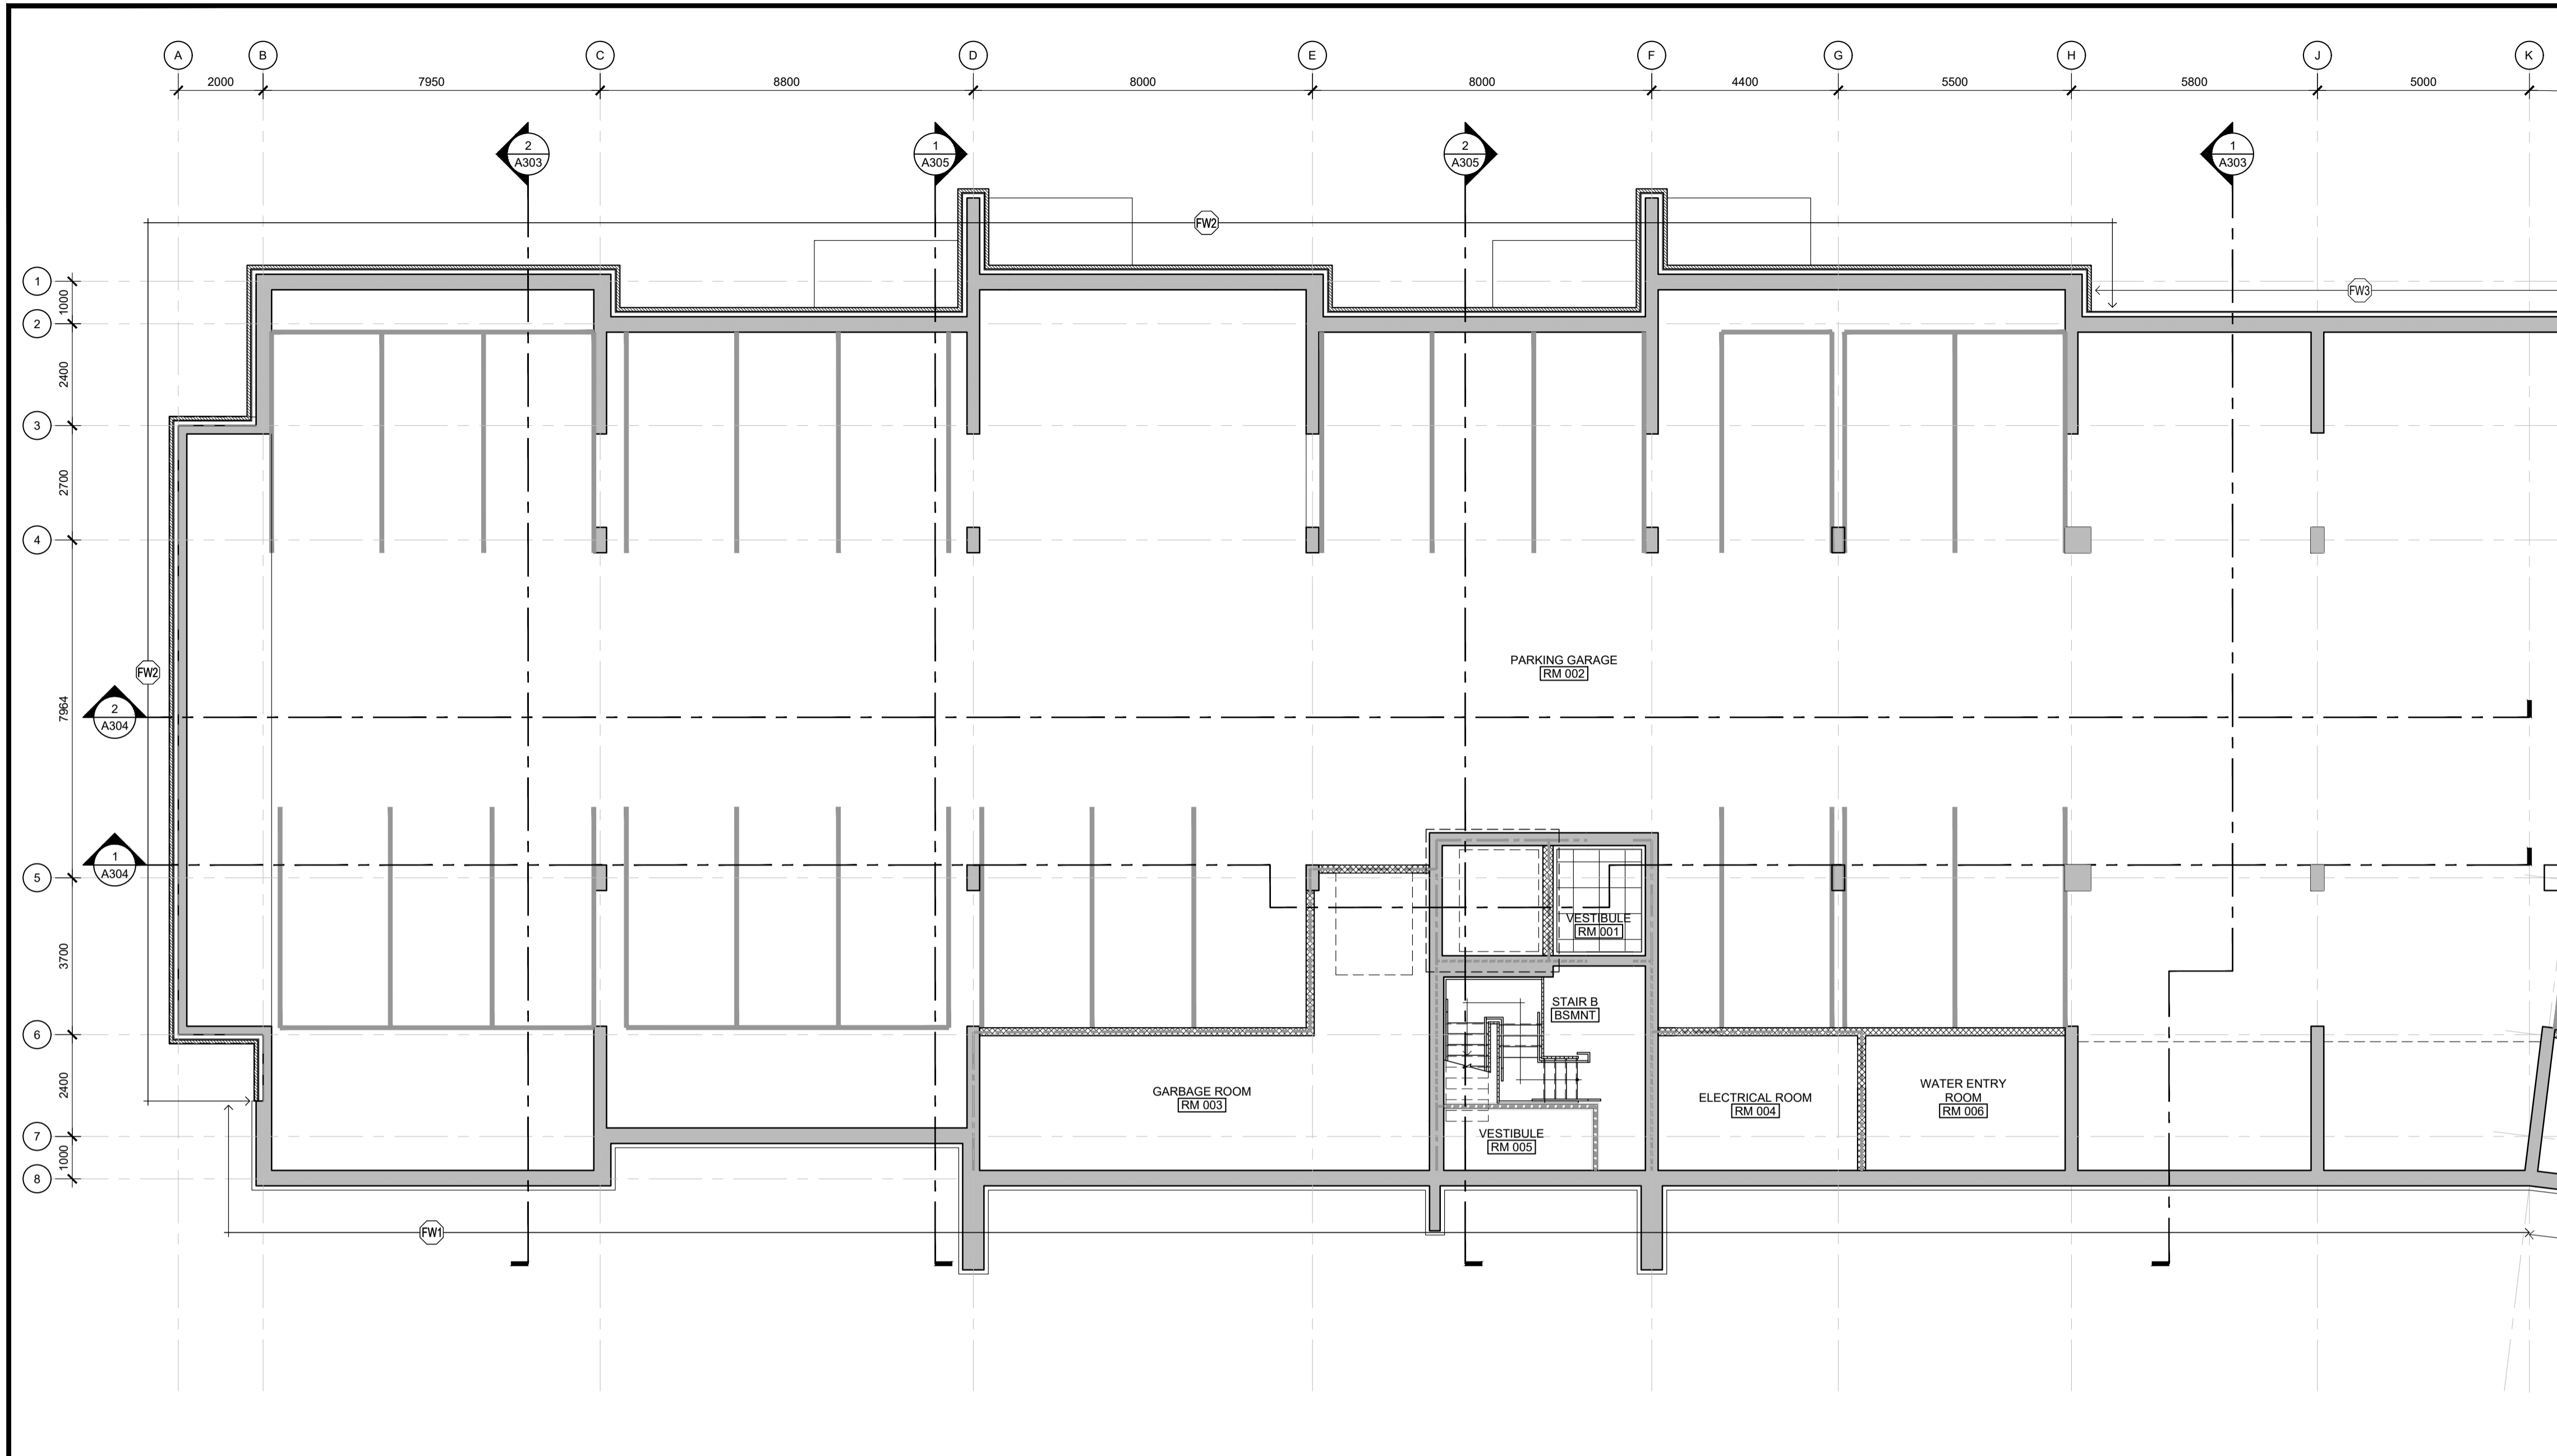 A
B
C
D
E
F
G
H
J
K
2000
7950
8800
8000
8000
4400
5500
5800
5000
2
A303
1
A305
2
A305
1
A303
FW2
FW3
1
1000
2
2400
3
2700
4
7964
5
3700
6
2400
7
1000
8
FW2
2
A304
1
A304
PARKING GARAGE
RM 002
VESTIBULE
RM 001
STAIR B
BSMNT
GARBAGE ROOM
RM 003
VESTIBULE
RM 005
ELECTRICAL ROOM
RM 004
WATER ENTRY
ROOM
RM 006
FW1